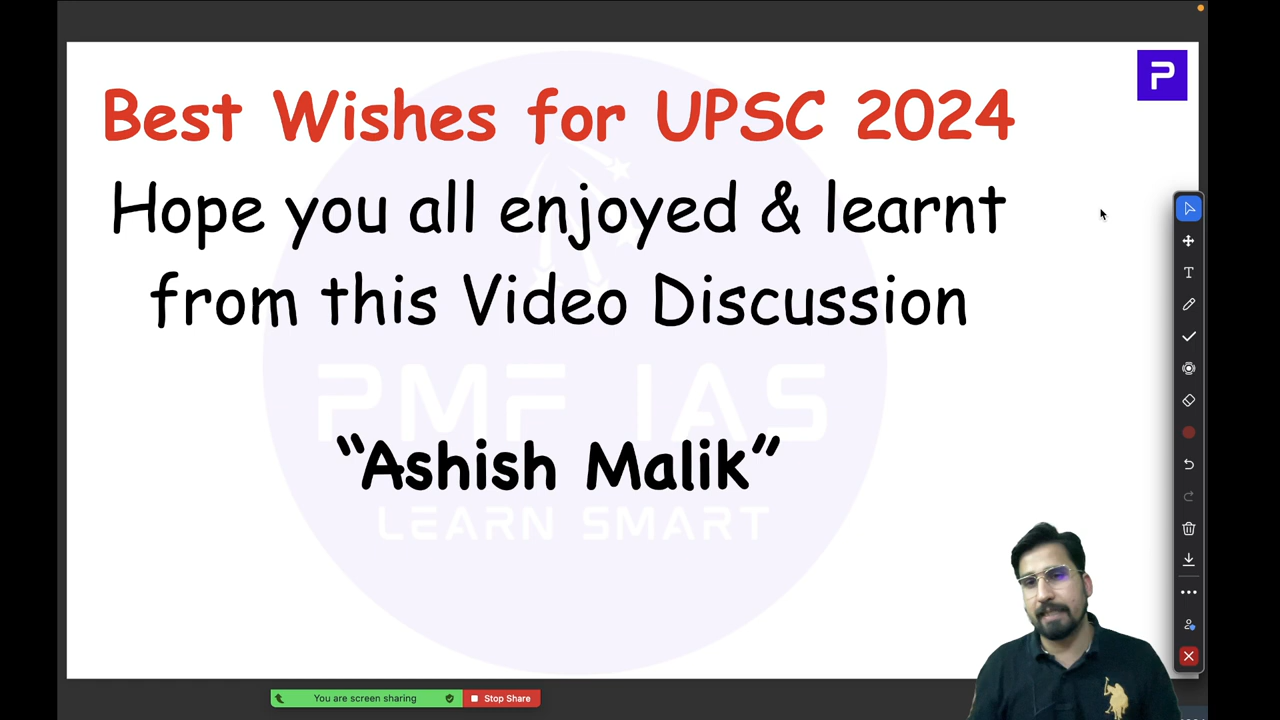 Best Wishes for UPSC 2024
Hope you all enjoyed & learnt
from this Video Discussion
PMF IAS
“Ashish Malik”
LEARN SMART
You are screen sharing
Stop Share